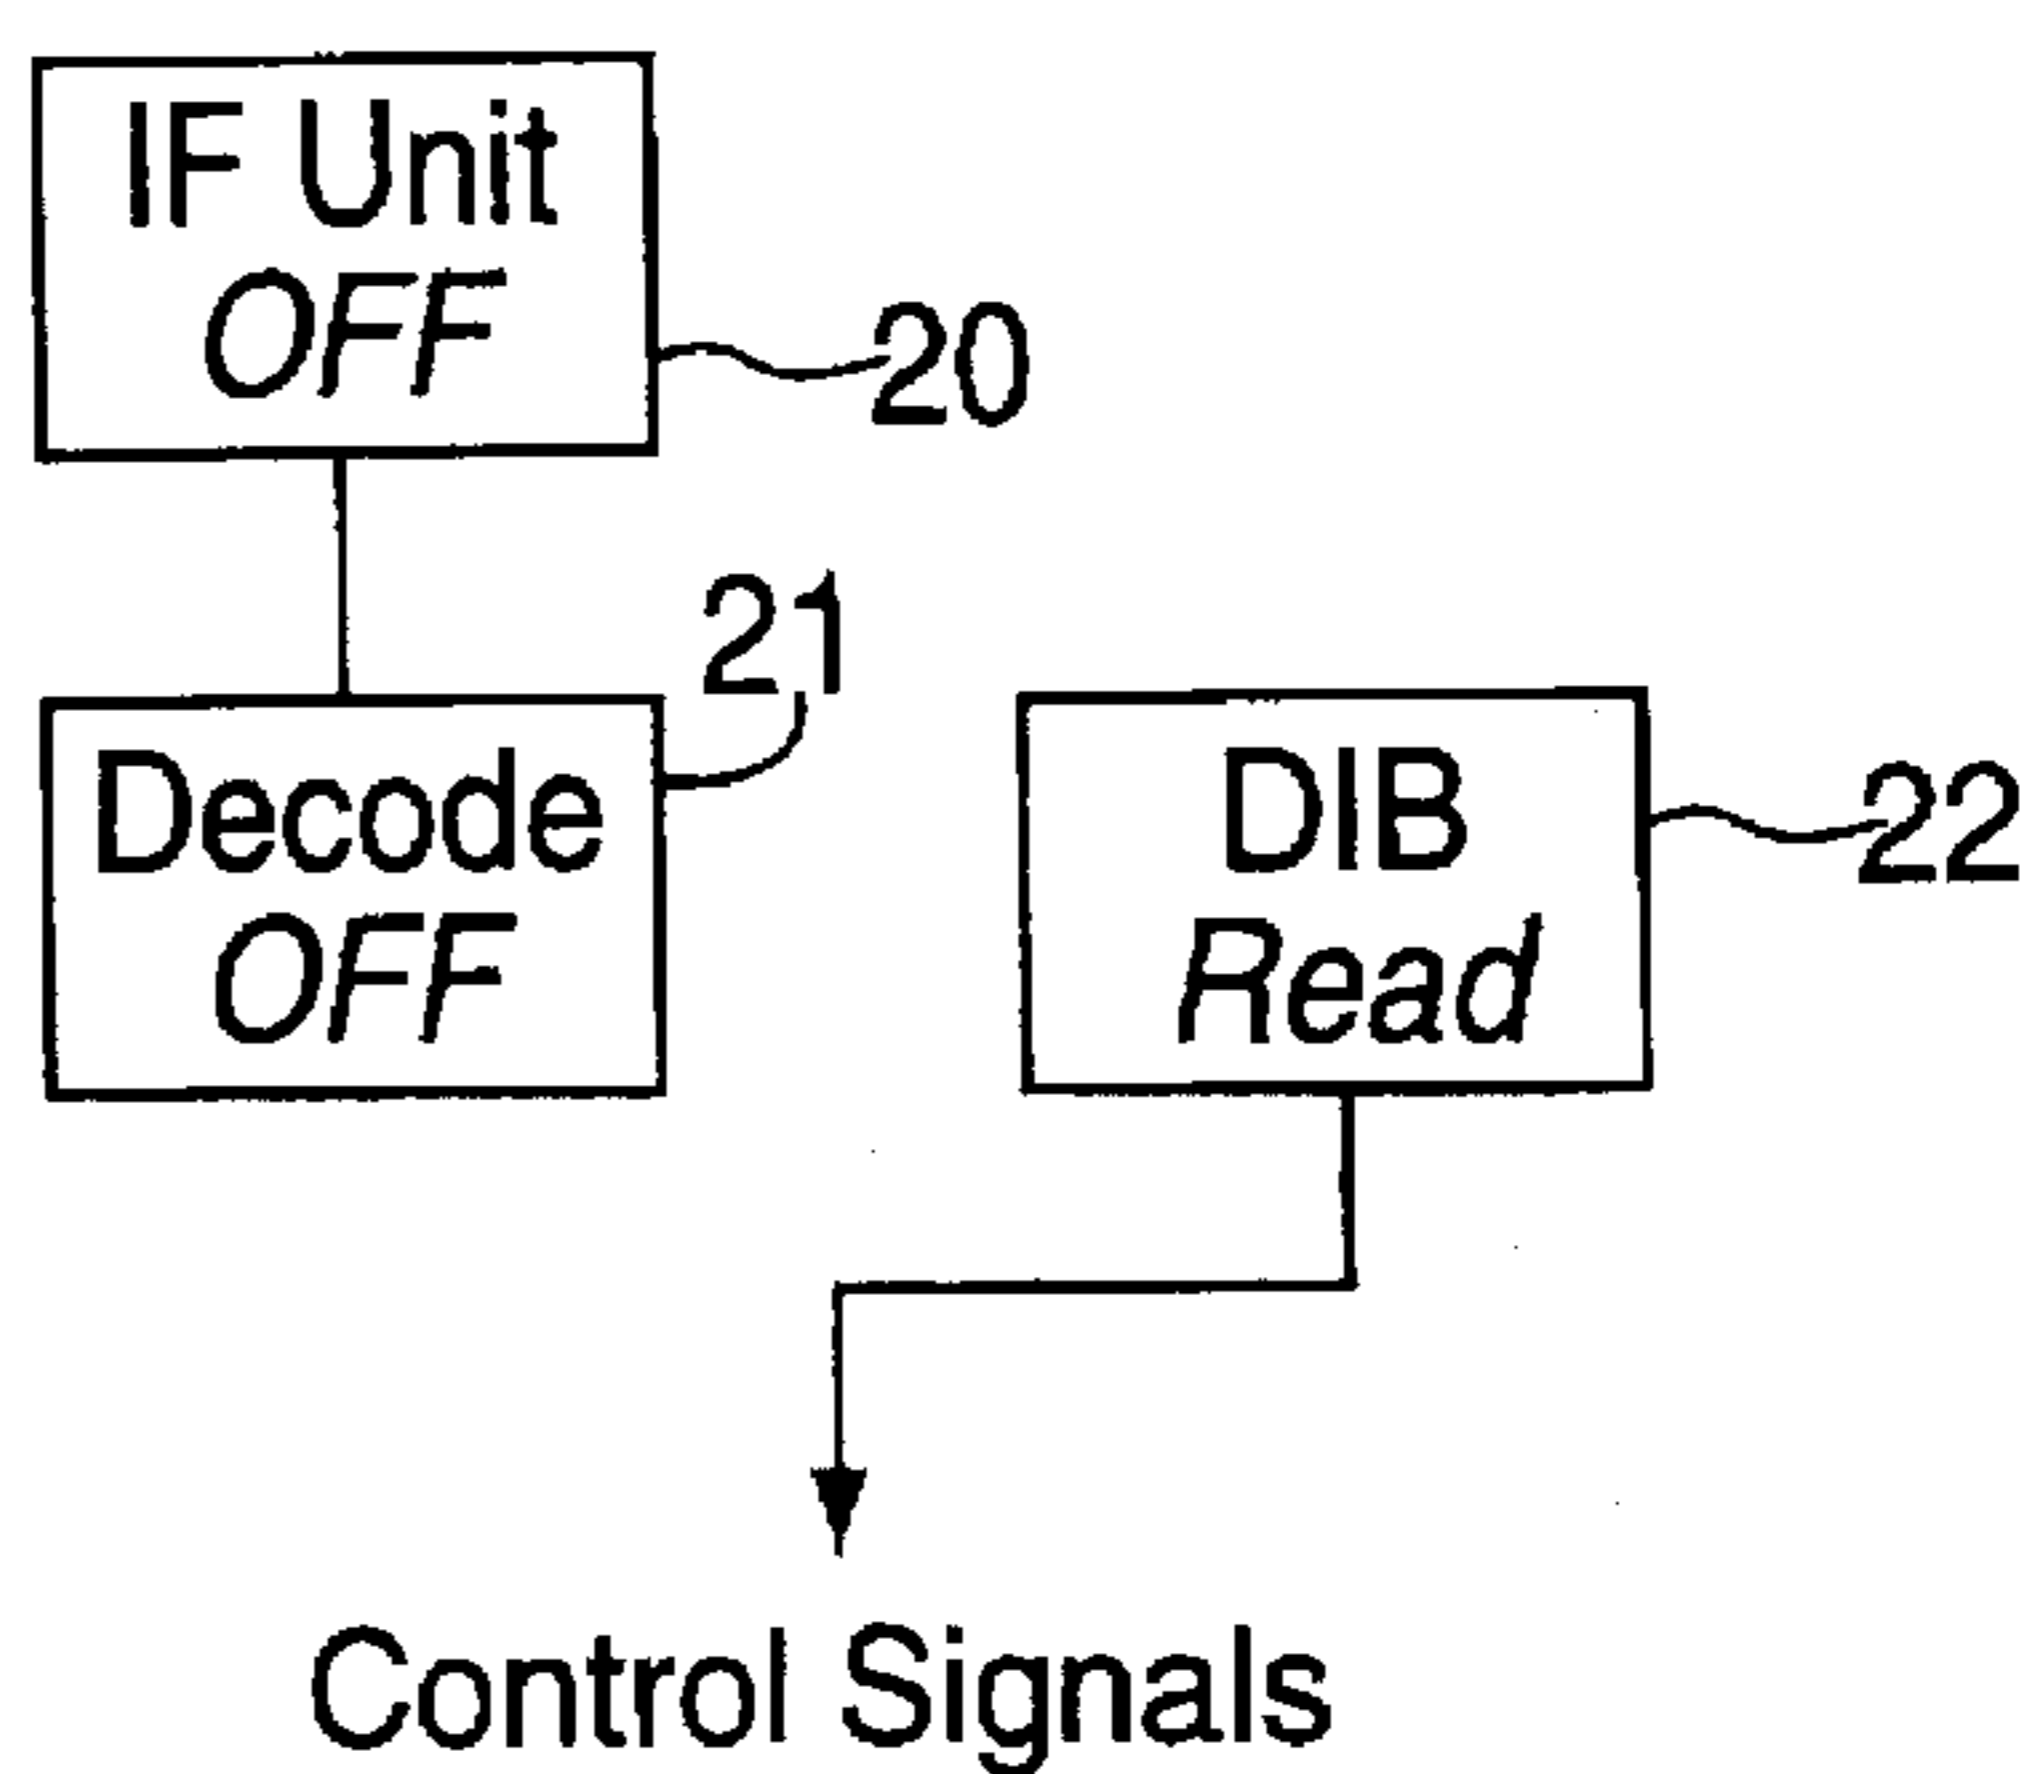 IF Unit
OFF
20
21
Decode
OFF
DIB
Read
22
Control Signals